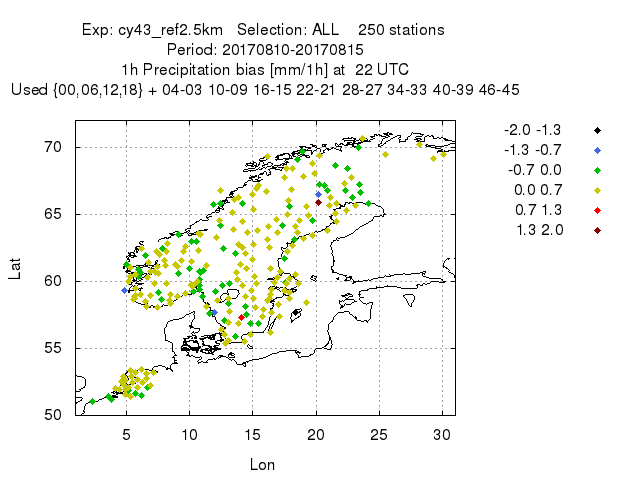 Exp: cy43_ref2.5km   Selection: ALL    250 stations
Period: 20170810-20170815
1h Precipitation bias [mm/1h] at  22 UTC
Used {00,06,12,18} + 04-03 10-09 16-15 22-21 28-27 34-33 40-39 46-45
-2.0 -1.3
-1.3 -0.7
-0.7 0.0
0.0 0.7
0.7 1.3
1.3 2.0
70
65
60
55
50
Lat
5 10 15 20 25 30
Lon